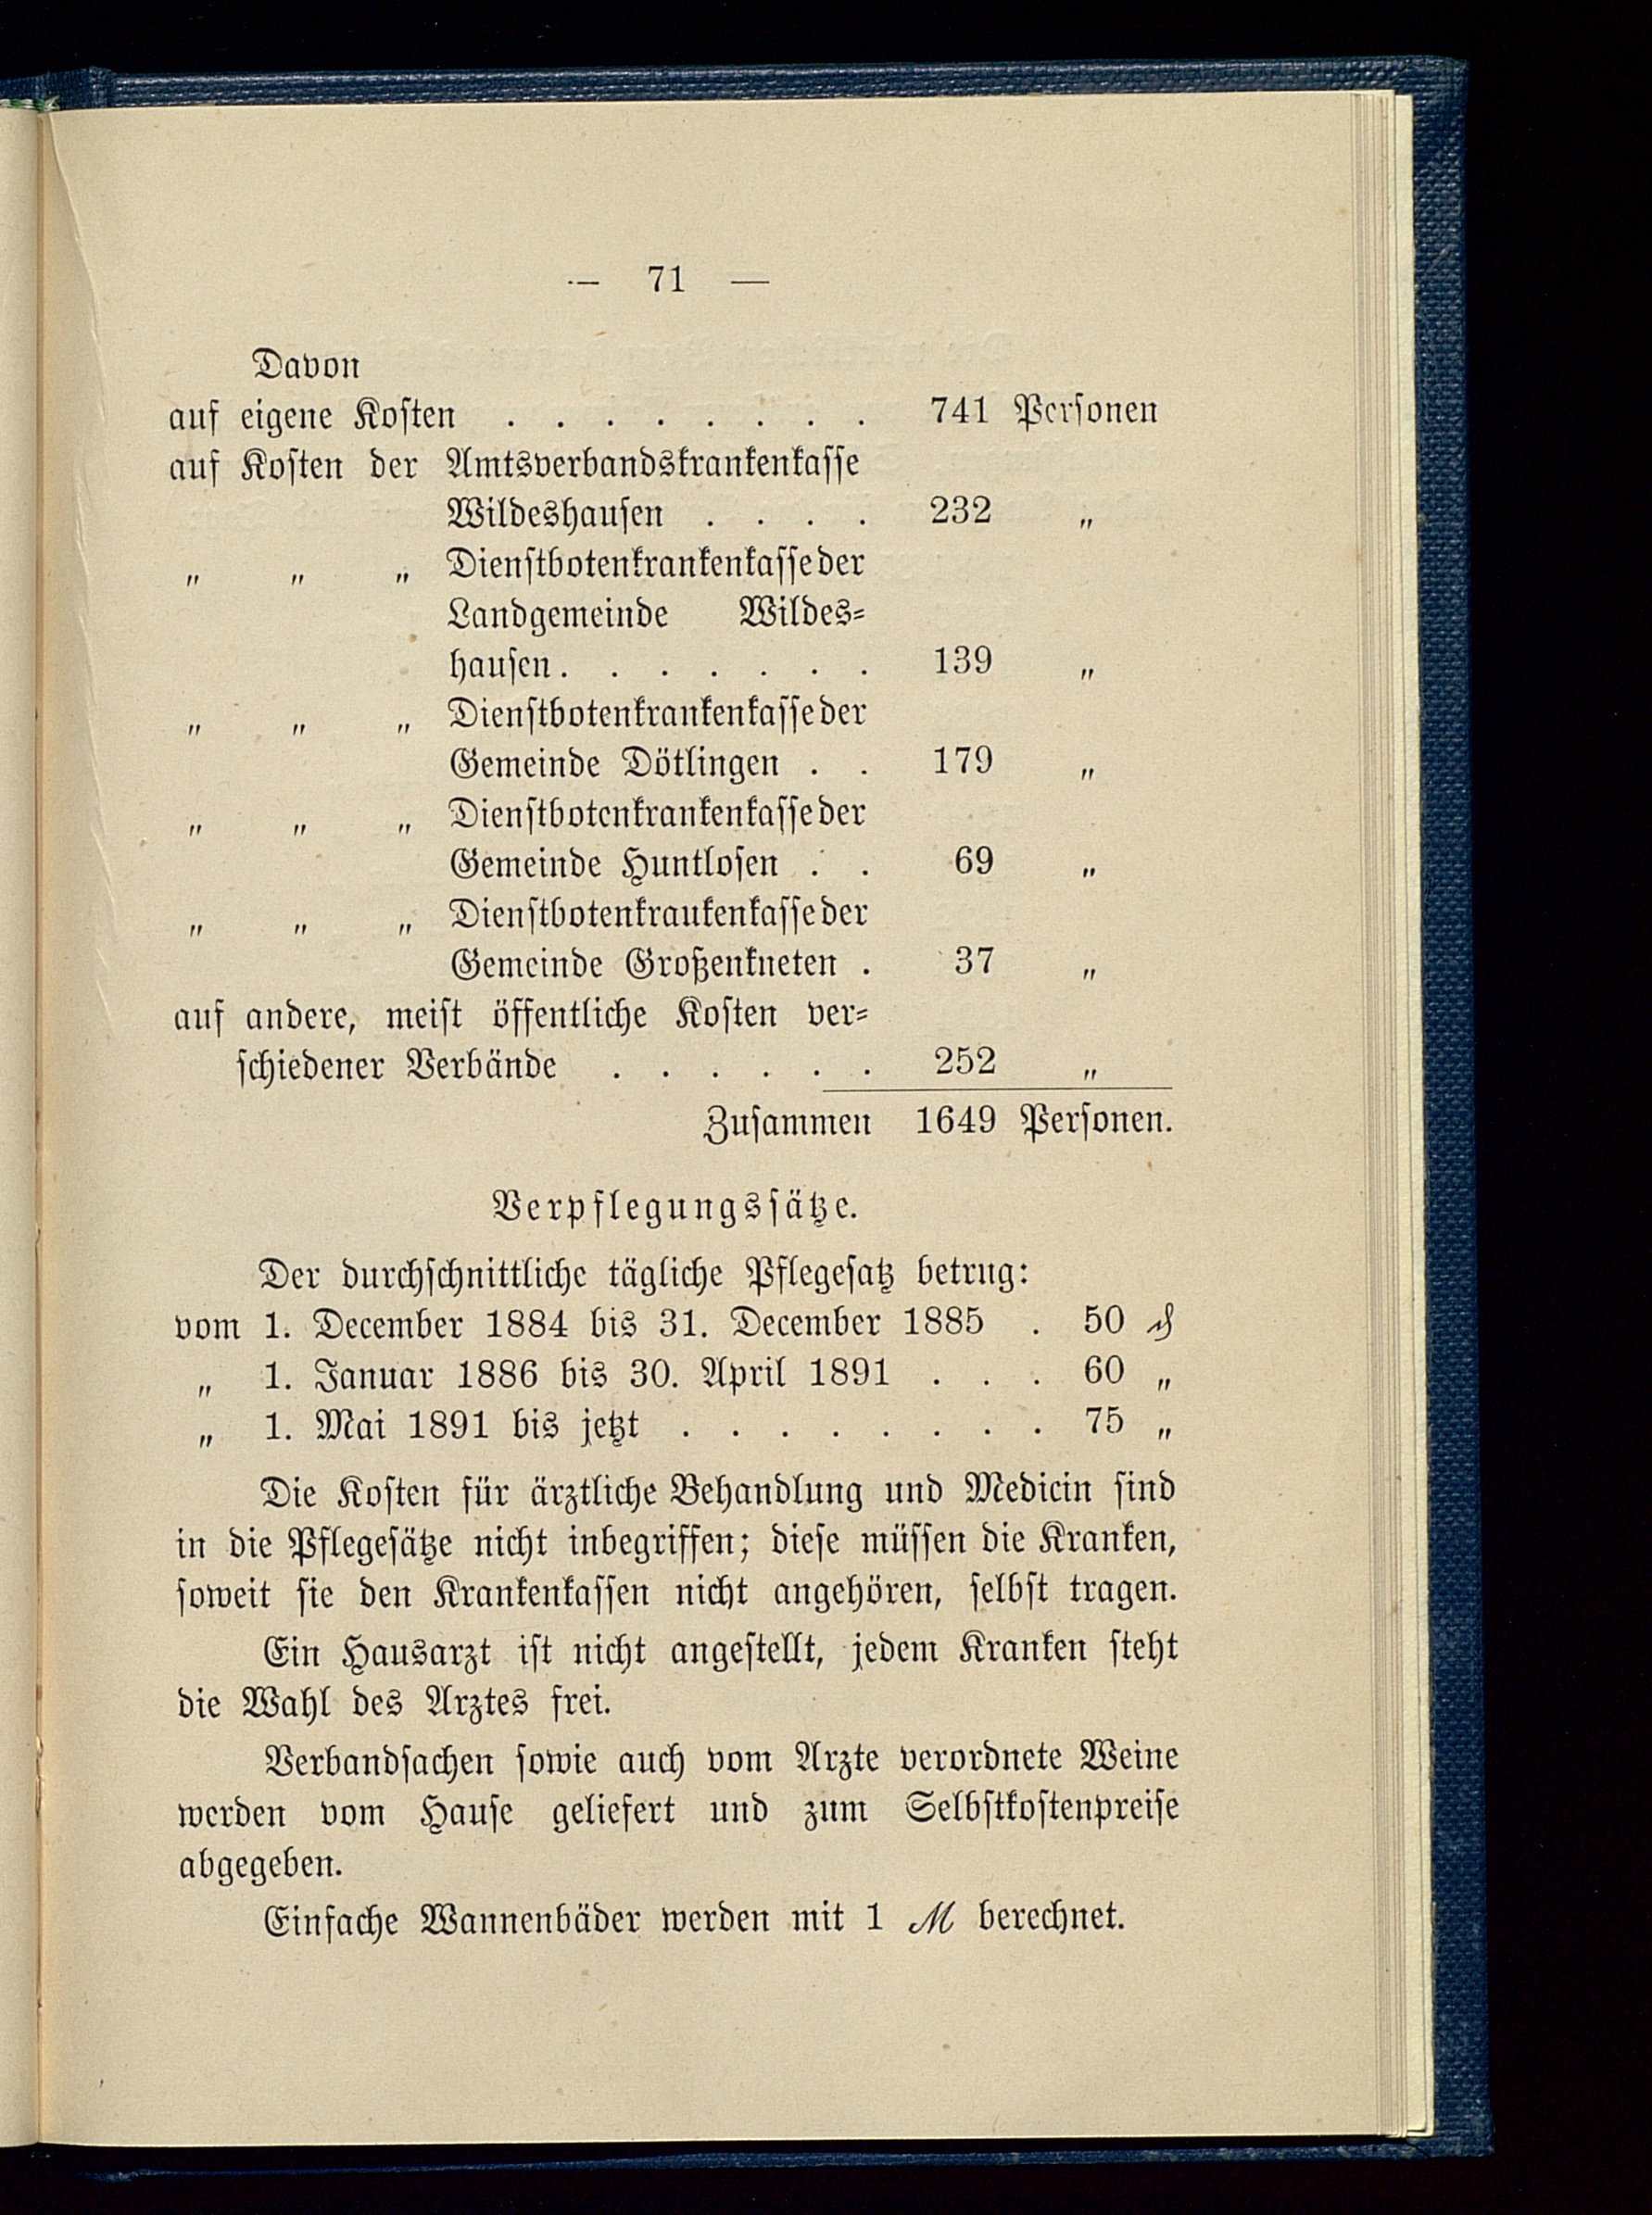 — 71 —
Davon
auf eigene Kosten . . . . . . . . 741 Personen
auf Kosten der Amtsverbandskrankenkasse
Wildeshausen . . . . 232 „
„ „ „ Dienstbotenkrankenkasse der
Landgemeinde Wildes-
hausen . . . . . . . 139 „
„ „ „ Dienstbotenkrankenkasse der
Gemeinde Dötlingen . . 179 „
„ „ „ Dienstbotenkrankenkasse der
Gemeinde Huntlosen . . 69 „
„ „ „ Dienstbotenkrankenkasse der
Gemeinde Großenkneten . 37 „
auf andere, meist öffentliche Kosten ver-
schiedener Verbände . . . . . . 252 „
Zusammen 1649 Personen.
Verpflegungssätze.
Der durchschnittliche tägliche Pflegesatz betrug:
vom 1. December 1884 bis 31. December 1885 . 50 ₰
„ 1. Januar 1886 bis 30. April 1891 . . . 60 „
„ 1. Mai 1891 bis jetzt . . . . . . . . 75 „
Die Kosten für ärztliche Behandlung und Medicin sind
in die Pflegesätze nicht inbegriffen; diese müssen die Kranken,
soweit sie den Krankenkassen nicht angehören, selbst tragen.
Ein Hausarzt ist nicht angestellt, jedem Kranken steht
die Wahl des Arztes frei.
Verbandsachen sowie auch vom Arzte verordnete Weine
werden vom Hause geliefert und zum Selbstkostenpreise
abgegeben.
Einfache Wannenbäder werden mit 1 ℳ berechnet.